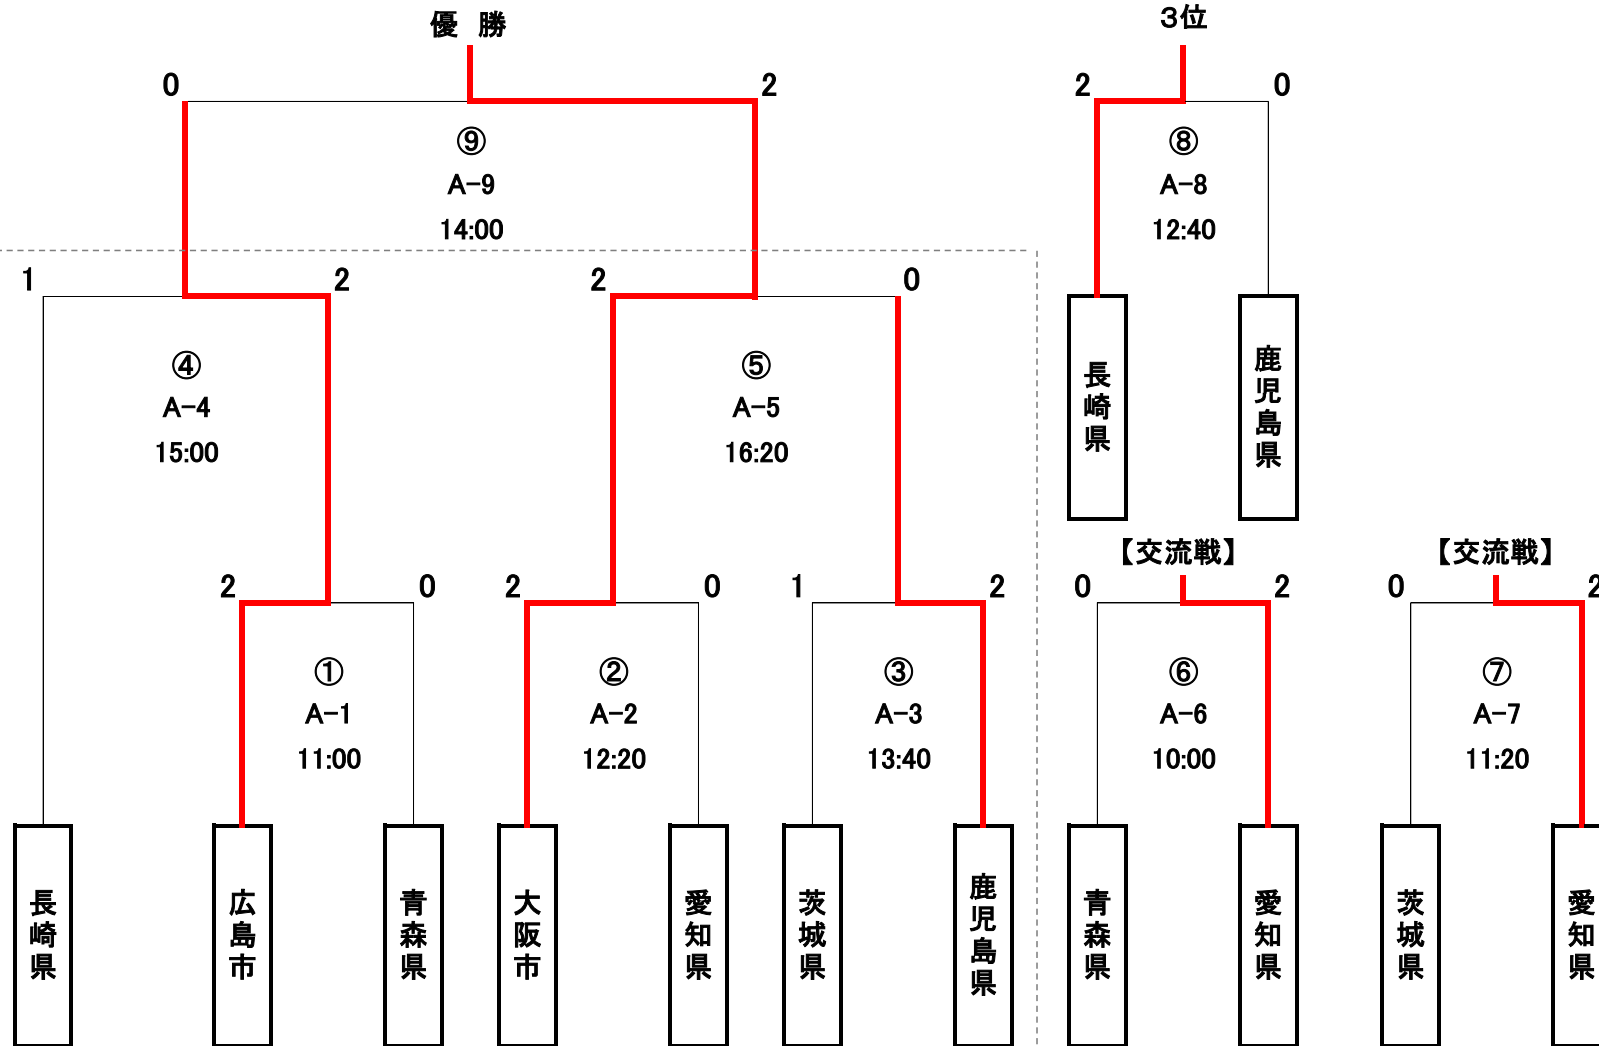 優 勝
3位
0
2
2
0
⑨
⑧
A-9
A-8
14:00
12:40
1
2
2
0
④
⑤
A-4
A-5
15:00
16:20
長崎県
鹿児島県
【交流戦】
【交流戦】
2
0
2
0
1
2
0
2
0
2
①
②
③
⑥
⑦
A-1
A-2
A-3
A-6
A-7
11:00
12:20
13:40
10:00
11:20
長崎県
広島市
青森県
大阪市
愛知県
茨城県
鹿児島県
青森県
愛知県
茨城県
愛知県